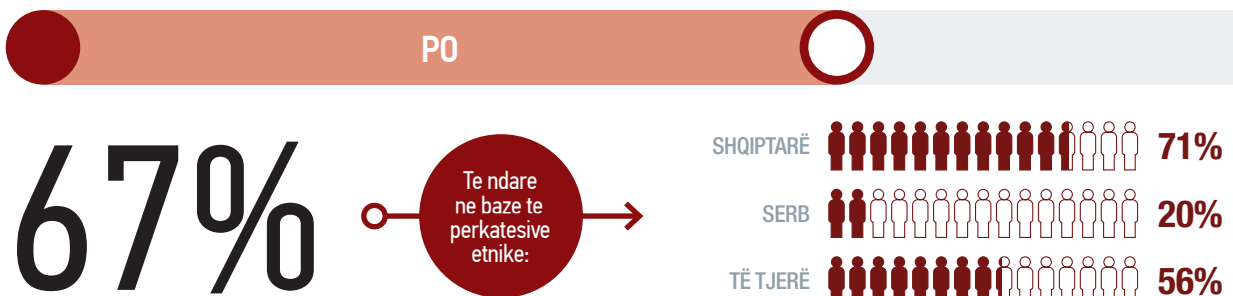 PO
67%
Te ndare
ne baze te
perkatesive
etnike:
SHQIPTARË 71%
SERB 20%
TË TJERË 56%